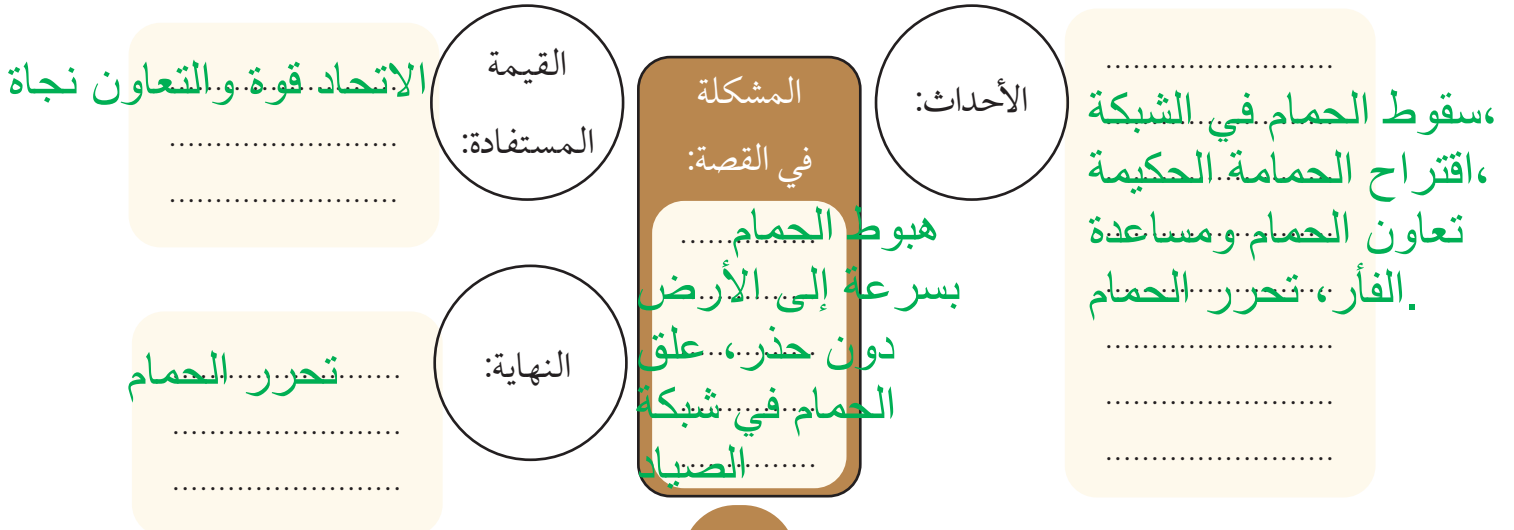 الأحداث:
سقوط الحمام في الشبكة،
اقتراح الحمامة الحكيمة،
تعاون الحمام ومساعدة
الفأر، تحرر الحمام.
المشكلة
في القصة:
هبوط الحمام
بسرعة إلى الأرض
دون حذر، علق
الحمام في شبكة
الصياد
القيمة
المستفادة:
الاتحاد قوة والتعاون نجاة
النهاية:
تحرر الحمام